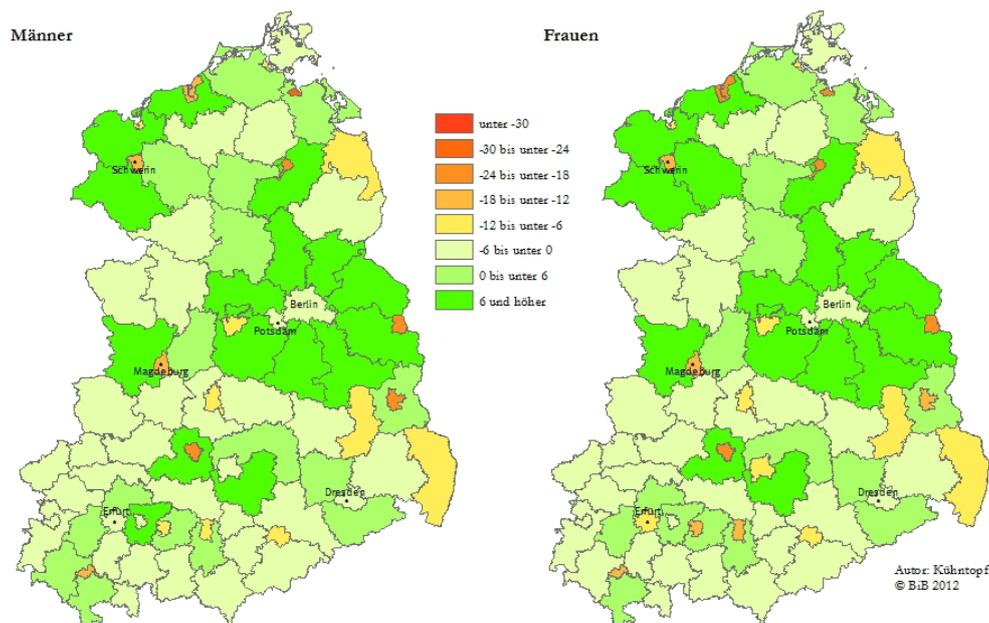 Männer
Frauen
unter -30
-30 bis unter -24
-24 bis unter -18
-18 bis unter -12
-12 bis unter -6
-6 bis unter 0
0 bis unter 6
6 und höher
Schwerin
Berlin
Potsdam
Magdeburg
Dresden
Erfurt
Schwerin
Berlin
Potsdam
Magdeburg
Dresden
Erfurt
Autor: Kühntopf
© BiB 2012